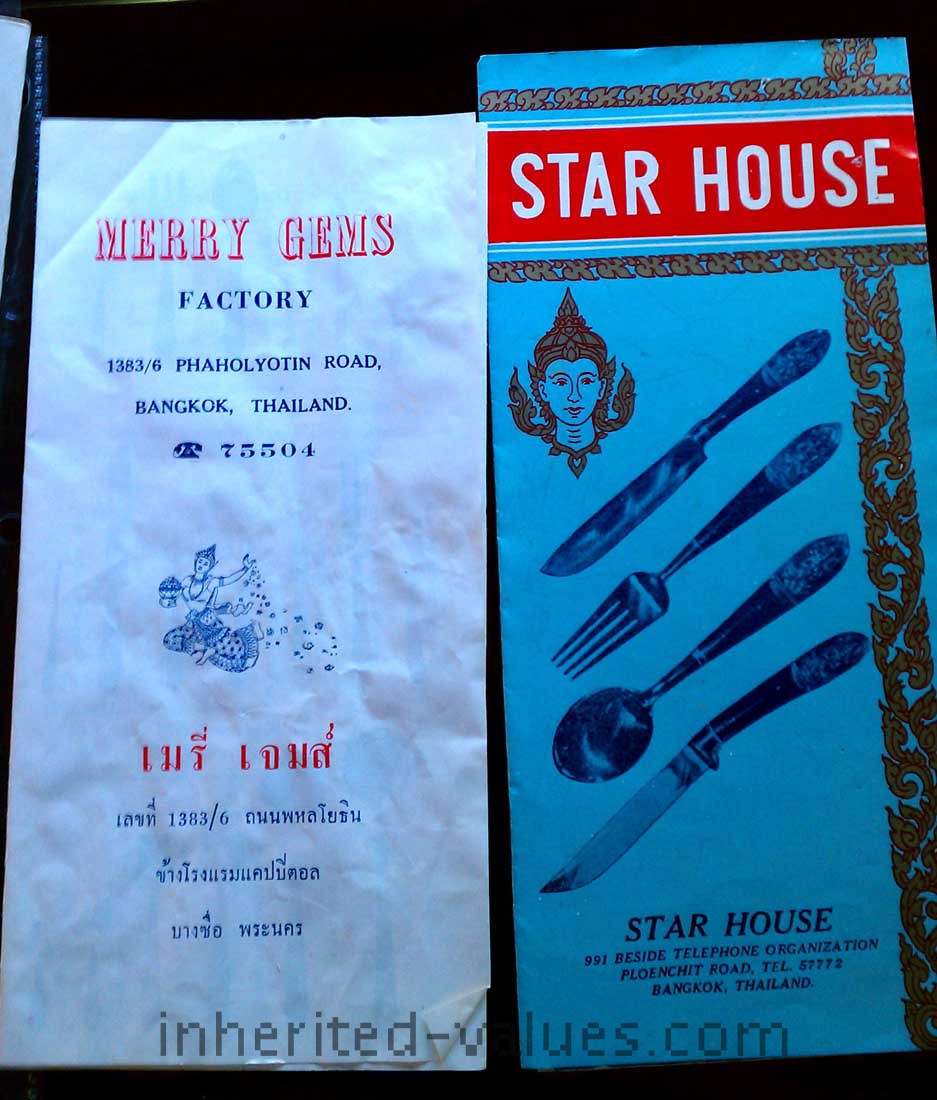 MERRY GEMS
FACTORY
1383/6 PHAHOLYOTIN ROAD,
BANGKOK, THAILAND.
☎ 75504
เมรี่ เจมส์
เลขที่ 1383/6 ถนนพหลโยธิน
ข้างโรงแรมแคปปีตอล
บางซื่อ พระนคร
STAR HOUSE
STAR HOUSE
991 BESIDE TELEPHONE ORGANIZATION
PLOENCHIT ROAD, TEL. 57772
BANGKOK, THAILAND.
inherited-values.com